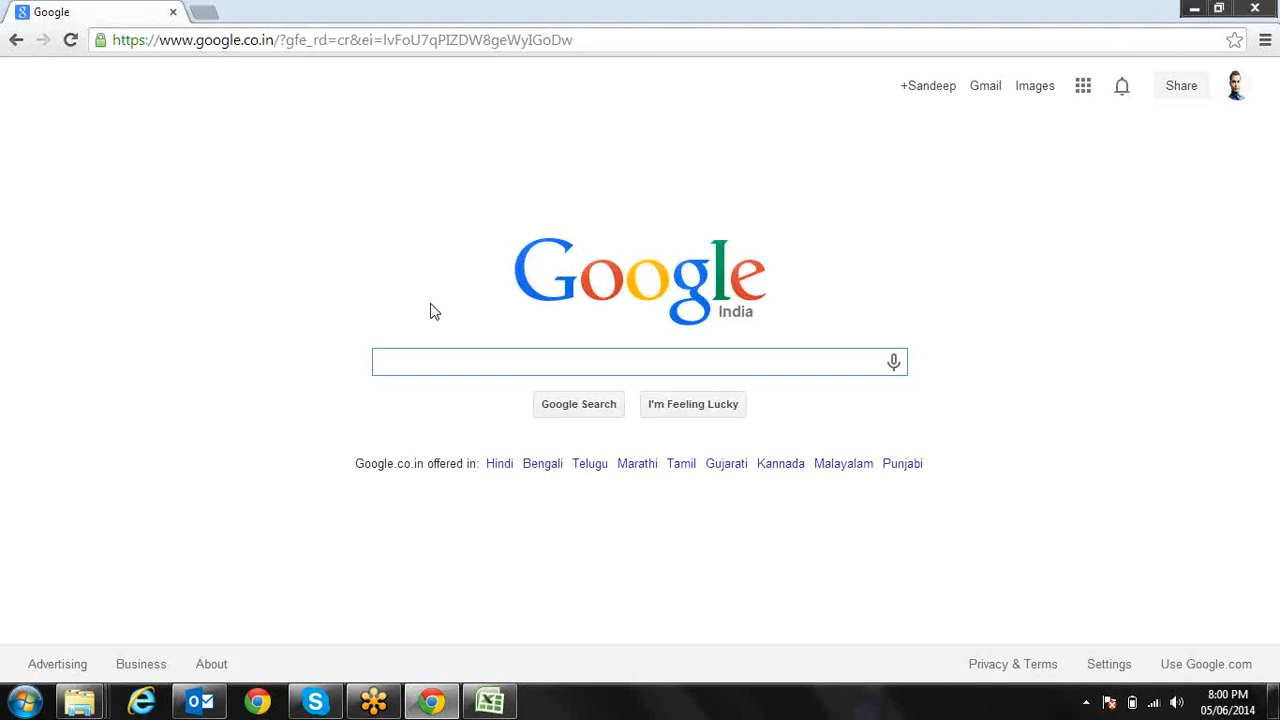 Google
https://www.google.co.in/?gfe_rd=cr&ei=lvFoU7qPIZDW8geWyIGoDw
+Sandeep Gmail Images Share
Google
India
Google Search I'm Feeling Lucky
Google.co.in offered in: Hindi Bengali Telugu Marathi Tamil Gujarati Kannada Malayalam Punjabi
Advertising Business About Privacy & Terms Settings Use Google.com
8:00 PM
05/06/2014